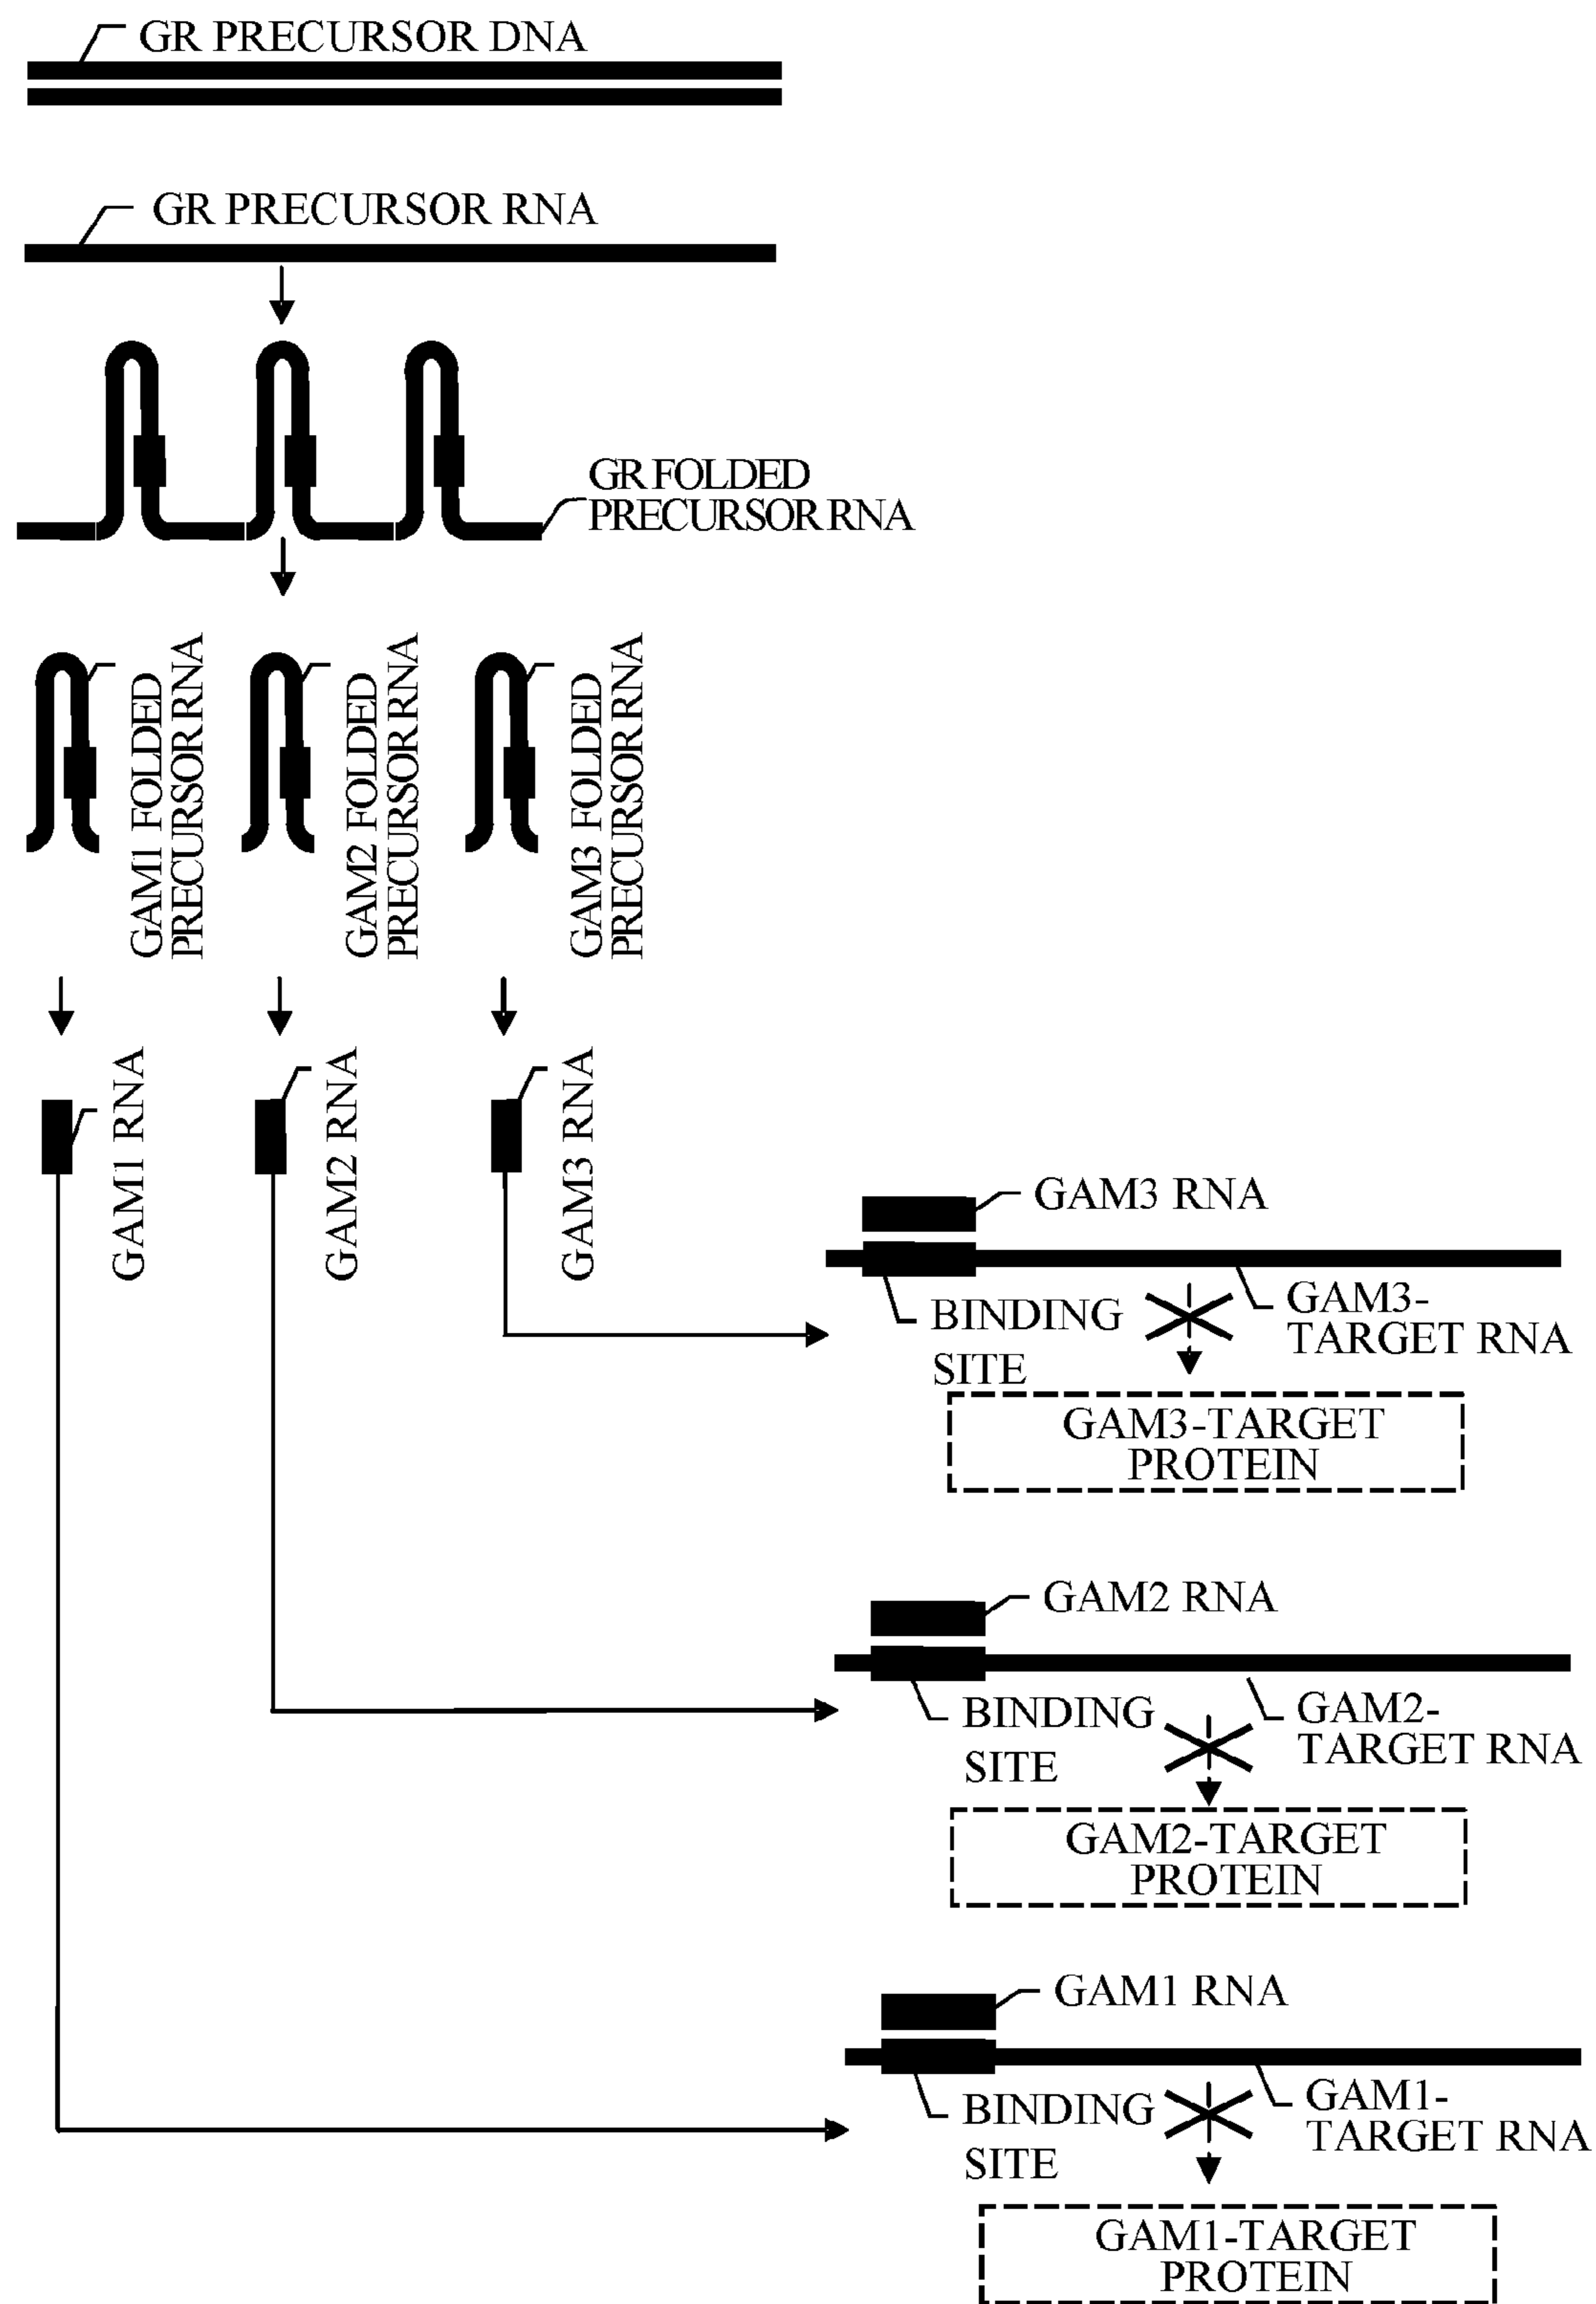 GR PRECURSOR DNA
GR PRECURSOR RNA
GR FOLDED
PRECURSOR RNA
GAM1 FOLDED
PRECURSOR RNA
GAM2 FOLDED
PRECURSOR RNA
GAM3 FOLDED
PRECURSOR RNA
GAM1 RNA
GAM2 RNA
GAM3 RNA
GAM3 RNA
BINDING
SITE
GAM3-
TARGET RNA
GAM3-TARGET
PROTEIN
GAM2 RNA
BINDING
SITE
GAM2-
TARGET RNA
GAM2-TARGET
PROTEIN
GAM1 RNA
BINDING
SITE
GAM1-
TARGET RNA
GAM1-TARGET
PROTEIN